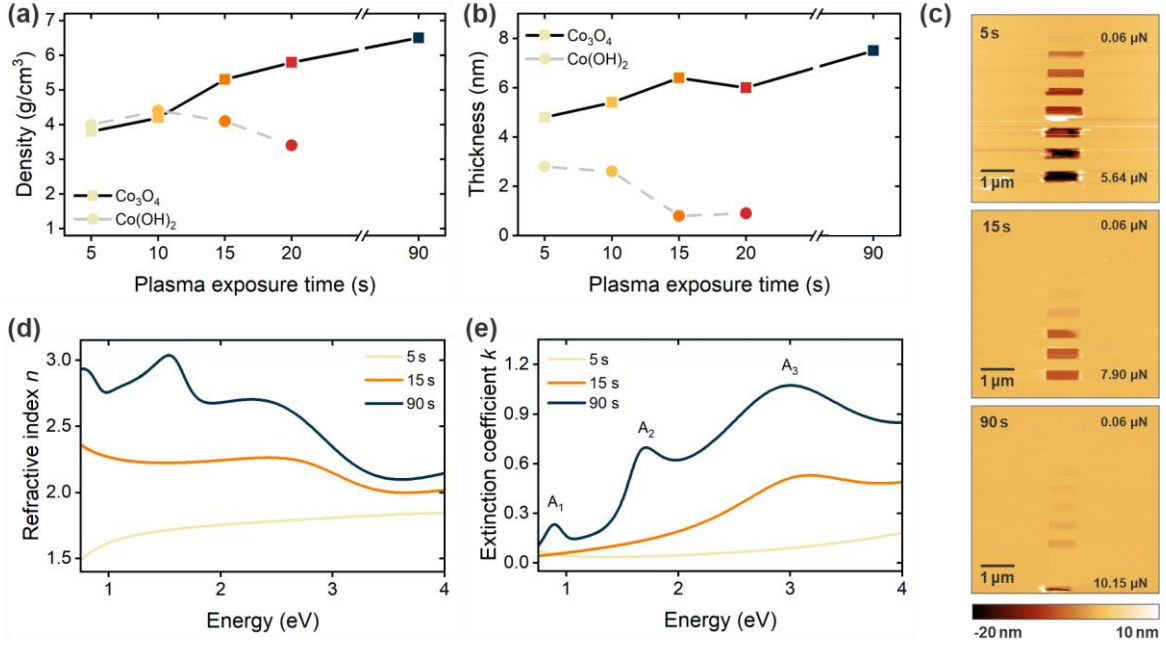 (a)
7
6
5
4
3
2
1
Density (g/cm³)
Co₃O₄
Co(OH)₂
5 10 15 20 90
Plasma exposure time (s)
(b)
8
6
4
2
0
Thickness (nm)
Co₃O₄
Co(OH)₂
5 10 15 20 90
Plasma exposure time (s)
(c)
5 s
0.06 µN
1 µm
5.64 µN
15 s
0.06 µN
1 µm
7.90 µN
90 s
0.06 µN
1 µm
10.15 µN
-20 nm 10 nm
(d)
3.0
2.5
2.0
1.5
Refractive index n
5 s
15 s
90 s
1 2 3 4
Energy (eV)
(e)
1.2
0.9
0.6
0.3
0.0
Extinction coefficient k
5 s
15 s
90 s
A₁
A₂
A₃
1 2 3 4
Energy (eV)